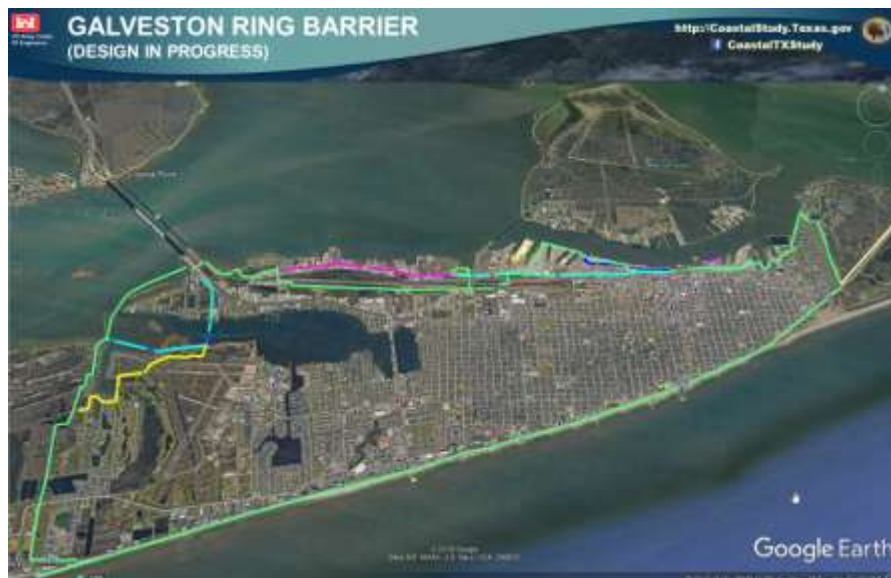 GALVESTON RING BARRIER
(DESIGN IN PROGRESS)
http://CoastalStudy.Texas.gov
CoastalTXStudy
Google Earth